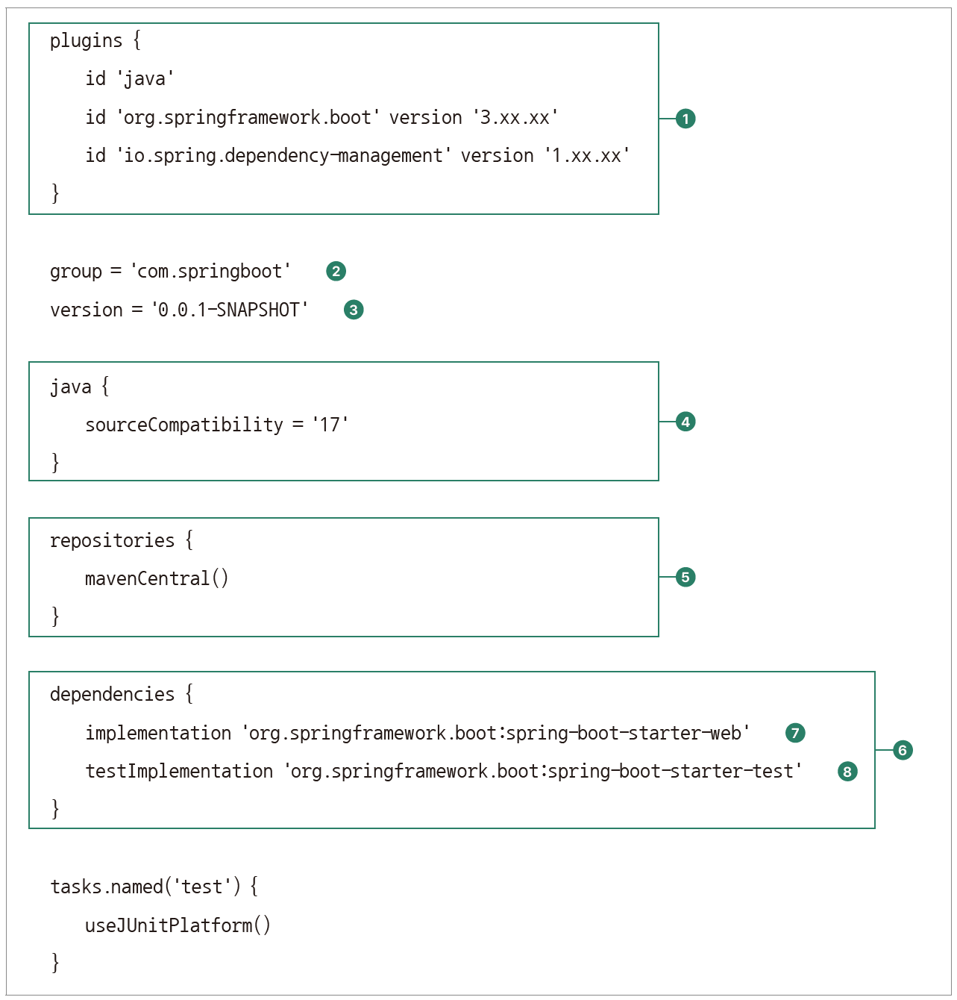 plugins {
id 'java'
id 'org.springframework.boot' version '3.xx.xx'
id 'io.spring.dependency-management' version '1.xx.xx'
}
1
group = 'com.springboot' 2
version = '0.0.1-SNAPSHOT' 3
java {
sourceCompatibility = '17'
}
4
repositories {
mavenCentral()
}
5
dependencies {
implementation 'org.springframework.boot:spring-boot-starter-web' 7
testImplementation 'org.springframework.boot:spring-boot-starter-test' 8
}
6
tasks.named('test') {
useJUnitPlatform()
}